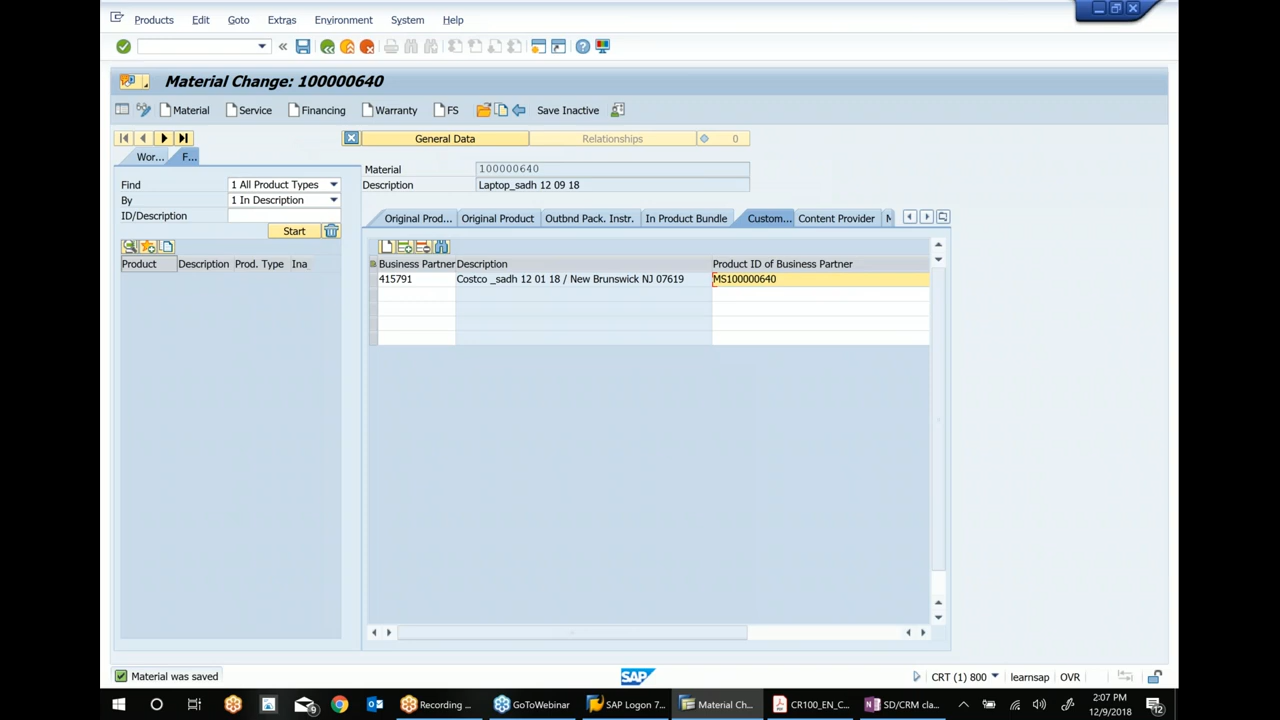 Products Edit Goto Extras Environment System Help
Material Change: 100000640
Material Service Financing Warranty FS Save Inactive
General Data Relationships 0
Wor... F...
Material 100000640
Description Laptop_sadh 12 09 18
Find 1 All Product Types
By 1 In Description
ID/Description
Start
Original Prod... Original Product Outbnd Pack. Instr. In Product Bundle Custom... Content Provider
Product Description Prod. Type Ina
Business Partner Description Product ID of Business Partner
415791 Costco _sadh 12 01 18 / New Brunswick NJ 07619 MS100000640
Material was saved
SAP
CRT (1) 800 learnsap OVR
Recording ... GoToWebinar SAP Logon 7... Material Ch... CR100_EN_C... SD/CRM cla...
2:07 PM
12/9/2018